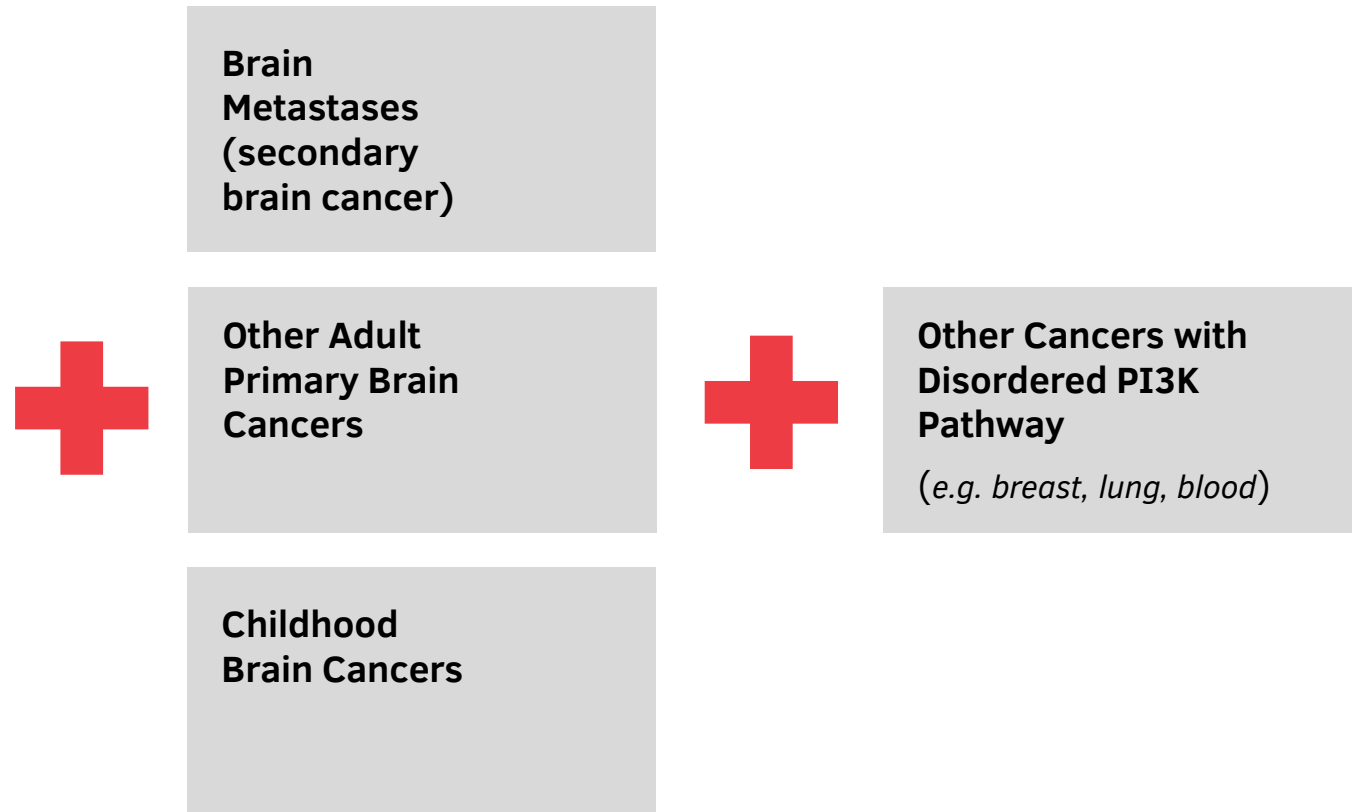 Brain
Metastases
(secondary
brain cancer)
Other Adult
Primary Brain
Cancers
Other Cancers with
Disordered PI3K
Pathway
(e.g. breast, lung, blood)
Childhood
Brain Cancers